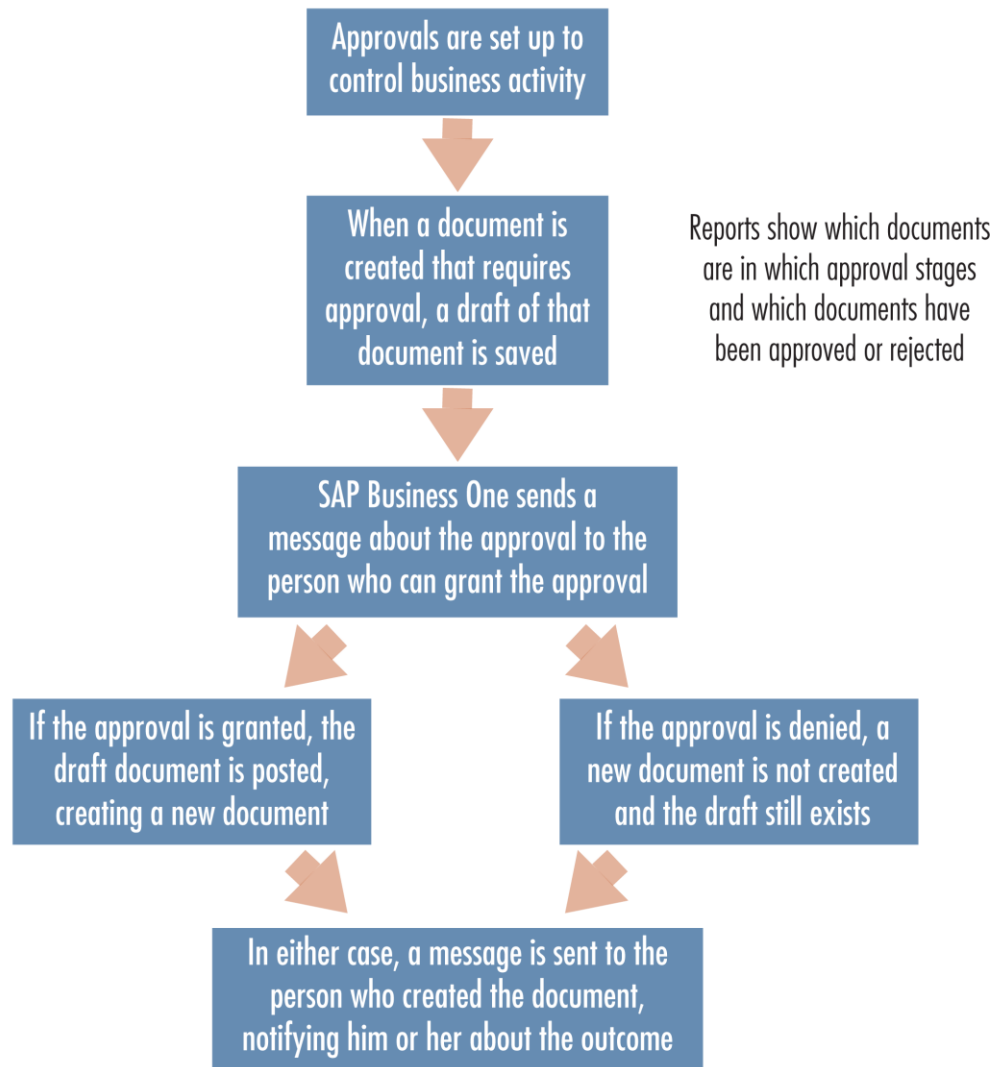 Approvals are set up to
control business activity
When a document is
created that requires
approval, a draft of that
document is saved
Reports show which documents
are in which approval stages
and which documents have
been approved or rejected
SAP Business One sends a
message about the approval to the
person who can grant the approval
If the approval is granted, the
draft document is posted,
creating a new document
If the approval is denied, a
new document is not created
and the draft still exists
In either case, a message is sent to the
person who created the document,
notifying him or her about the outcome